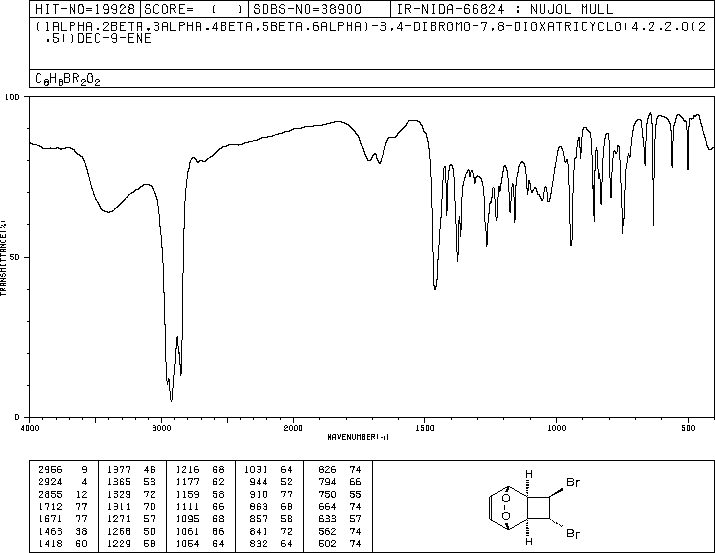 HIT-NO=19928 SCORE= ( ) SDBS-NO=38900 IR-NIDA-66824 : NUJOL MULL
(1ALPHA,2BETA,3ALPHA,4BETA,5BETA,6ALPHA)-3,4-DIBROMO-7,8-DIOXATRICYCLO(4.2.2.0(2
,5))DEC-9-ENE
C8H8BR2O2
100
50
0
TRANSMITTANCE(%)
4000 3000 2000 1500 1000 500
WAVENUMBER(-1)
2956 9 1377 46 1216 68 1031 64 826 74
2924 4 1365 53 1177 62 944 52 794 66
2855 12 1329 72 1159 58 910 77 750 55
1712 77 1311 70 1111 66 863 68 664 74
1671 77 1271 57 1095 68 857 58 633 57
1463 38 1268 50 1061 86 841 72 562 74
1418 60 1229 58 1054 64 832 64 502 74
H
Br
O
O
Br
H